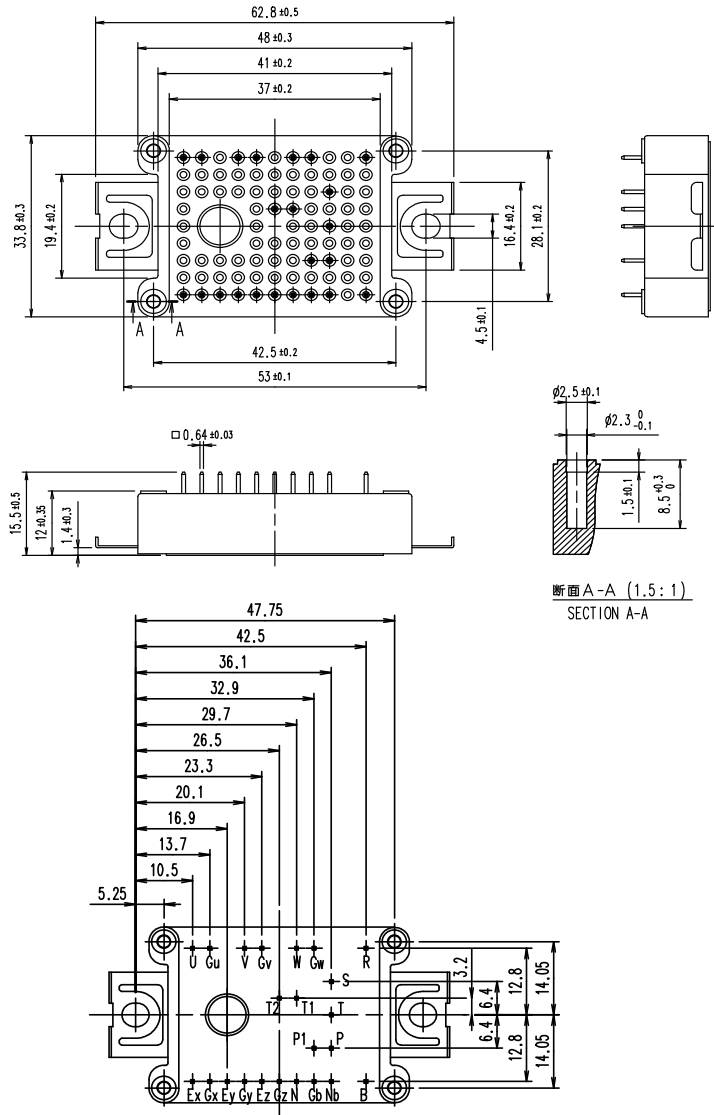 62.8 ±0.5
48 ±0.3
41 ±0.2
37 ±0.2
33.8 ±0.3
19.4 ±0.2
16.4 ±0.2
28.1 ±0.2
4.5 ±0.1
A A
42.5 ±0.2
53 ±0.1
□ 0.64 ±0.03
15.5 ±0.5
12 ±0.35
1.4 ±0.3
ø2.5 ±0.1
ø2.3 0 -0.1
1.5 ±0.1
8.5 +0.3 0
断面 A-A (1.5:1)
SECTION A-A
47.75
42.5
36.1
32.9
29.7
26.5
23.3
20.1
16.9
13.7
10.5
5.25
U Gu V Gv W Gw R
S
T2 T1 T
P1 P
Ex Gx Ey Gy Ez Gz N Gb Nb B
3.2
6.4
12.8
14.05
6.4
12.8
14.05